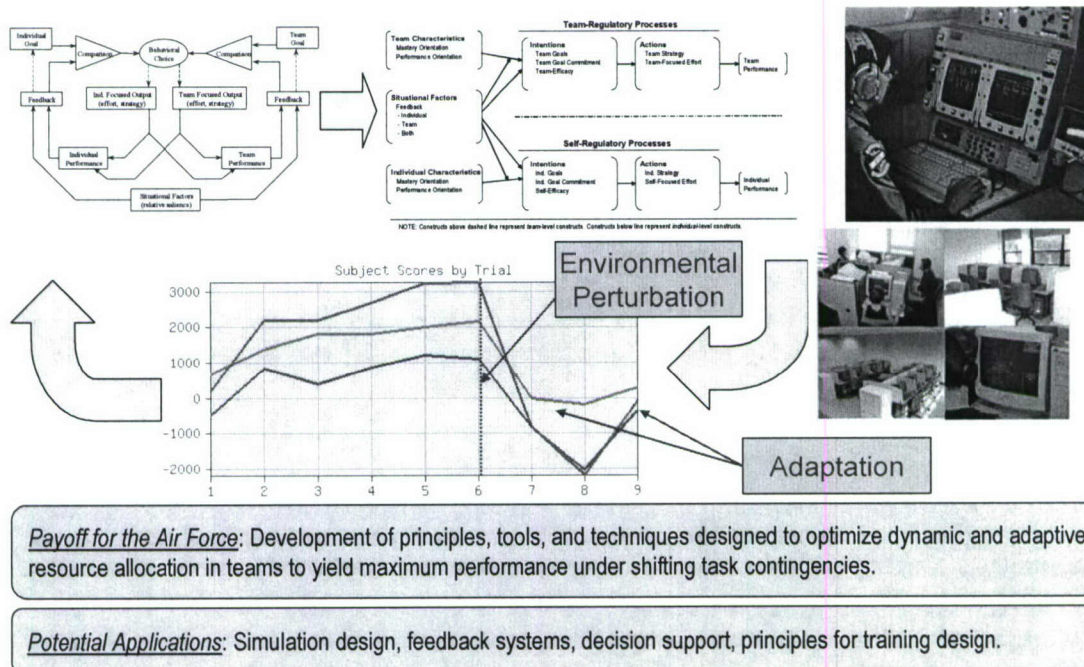 Individual
Goal
Comparison
Behavioral
Choice
Comparison
Team
Goal
Feedback
Ind. Focused Output
(effort, strategy)
Team Focused Output
(effort, strategy)
Feedback
Individual
Performance
Team
Performance
Situational Factors
(relative salience)
Team-Regulatory Processes
Team Characteristics
Mastery Orientation
Performance Orientation
Intentions
Team Goals
Team Goal Commitment
Team-Efficacy
Actions
Team Strategy
Team-Focused Effort
Team
Performance
Situational Factors
Feedback
- Individual
- Team
- Both
Self-Regulatory Processes
Individual Characteristics
Mastery Orientation
Performance Orientation
Intentions
Ind. Goals
Ind. Goal Commitment
Self-Efficacy
Actions
Ind. Strategy
Self-Focused Effort
Individual
Performance
NOTE: Constructs above dashed line represent team-level constructs. Constructs below line represent individual-level constructs.
Subject Scores by Trial
3000
2000
1000
0
-1000
-2000
1 2 3 4 5 6 7 8 9
Environmental
Perturbation
Adaptation
Payoff for the Air Force: Development of principles, tools, and techniques designed to optimize dynamic and adaptive
resource allocation in teams to yield maximum performance under shifting task contingencies.
Potential Applications: Simulation design, feedback systems, decision support, principles for training design.